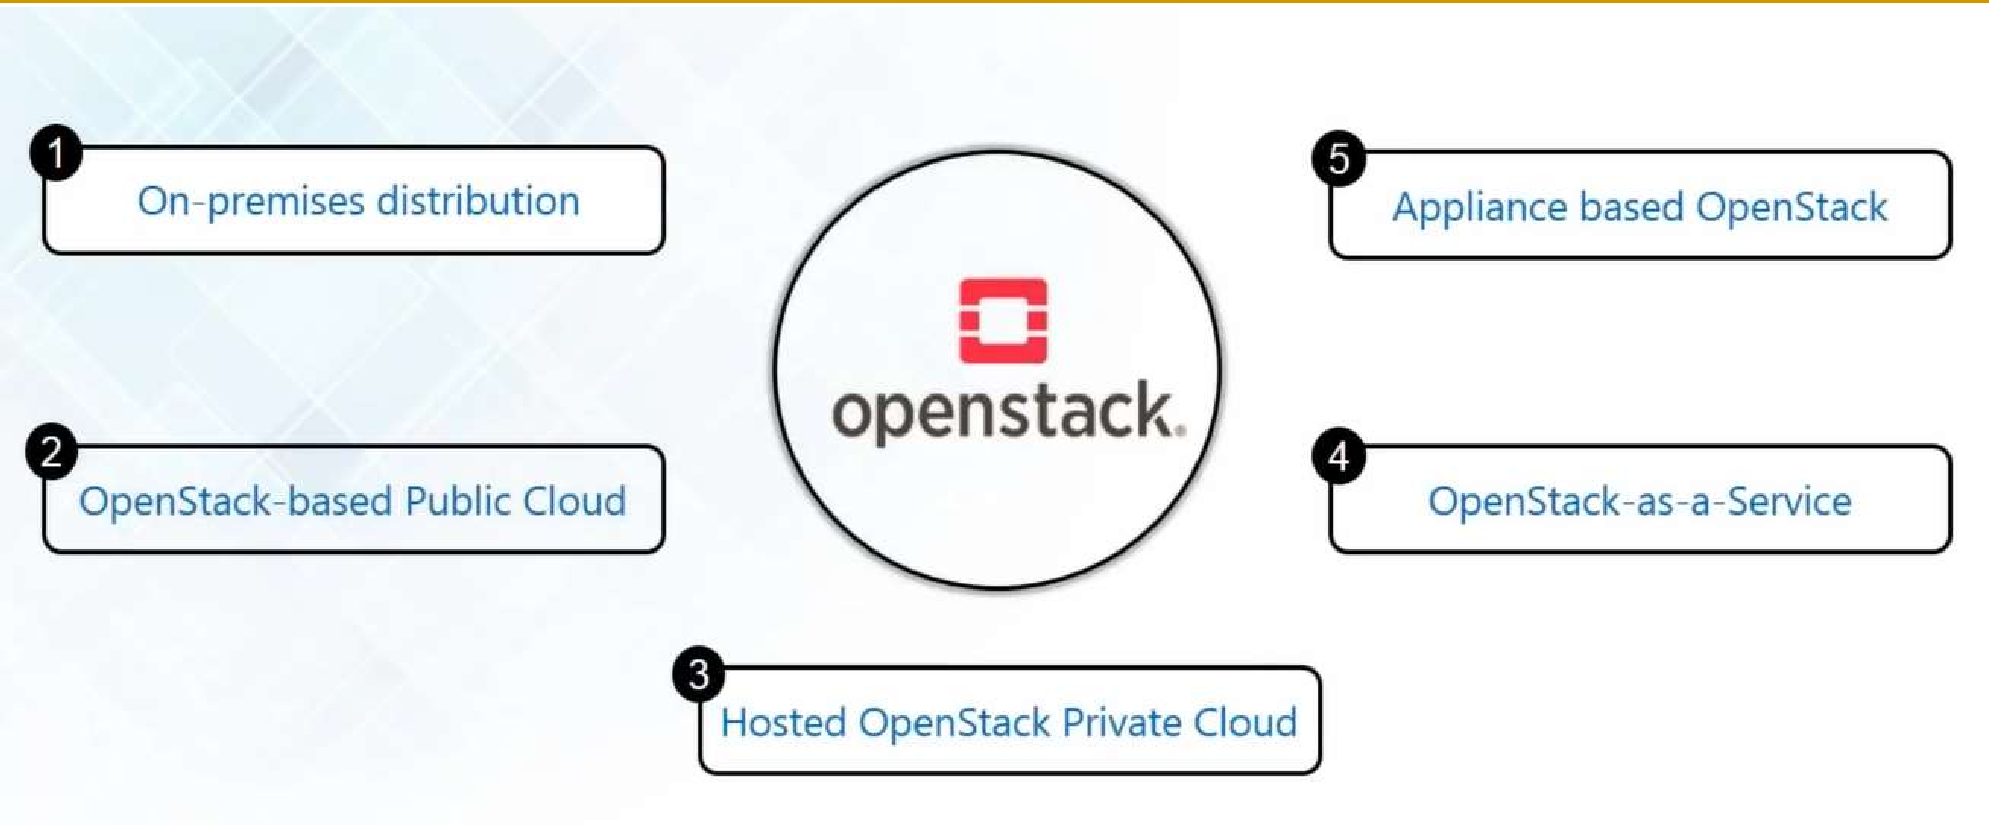 1
On-premises distribution
2
OpenStack-based Public Cloud
3
Hosted OpenStack Private Cloud
4
OpenStack-as-a-Service
5
Appliance based OpenStack
openstack.